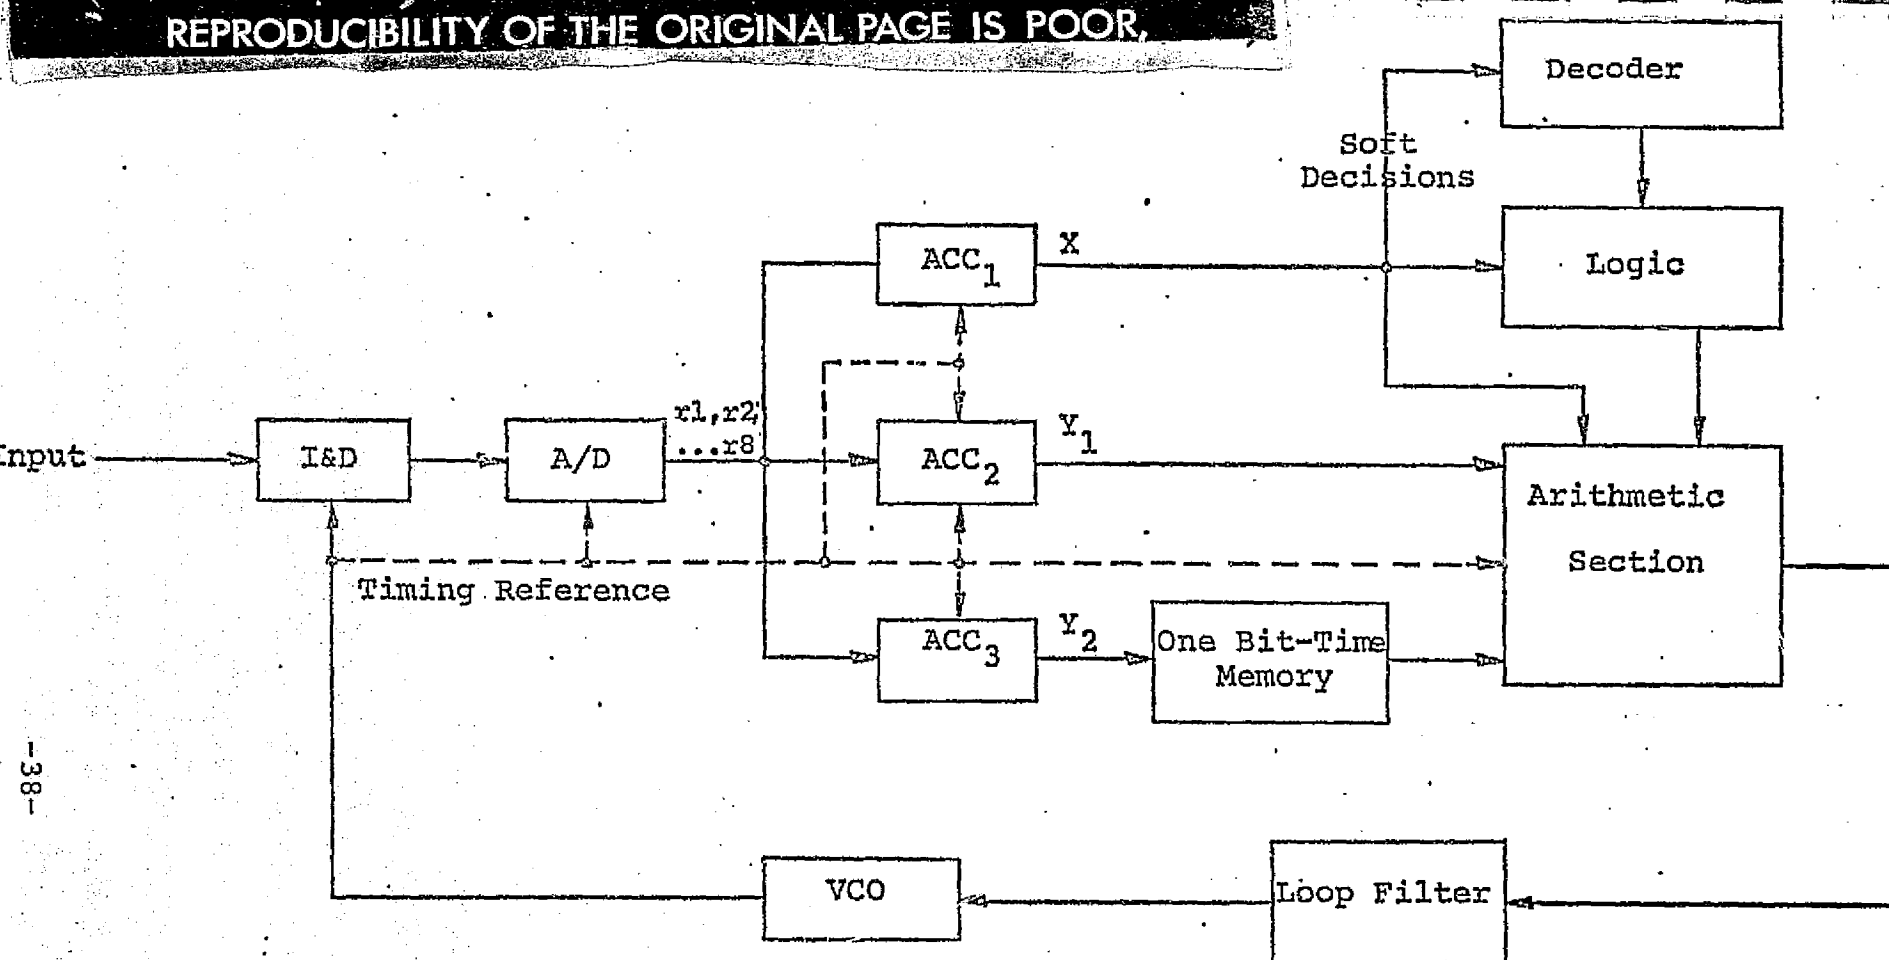 REPRODUCIBILITY OF THE ORIGINAL PAGE IS POOR.
Decoder
Soft
Decisions
ACC1
X
Logic
r1,r2,
...r8
Input
I&D
A/D
ACC2
Y1
Arithmetic
Section
Timing Reference
ACC3
Y2
One Bit-Time
Memory
-38-
VCO
Loop Filter